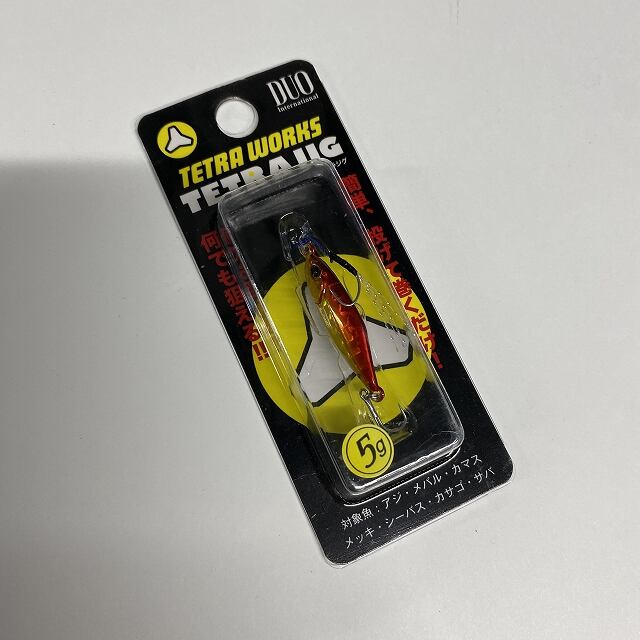 DUO
International
TETRA WORKS
TETRA JIG
ジグ
簡単、
投げて巻くだけ!
何でも狙える!!
5g
対象魚：アジ・メバル・カマス
メッキ・シーバス・カサゴ・サバ